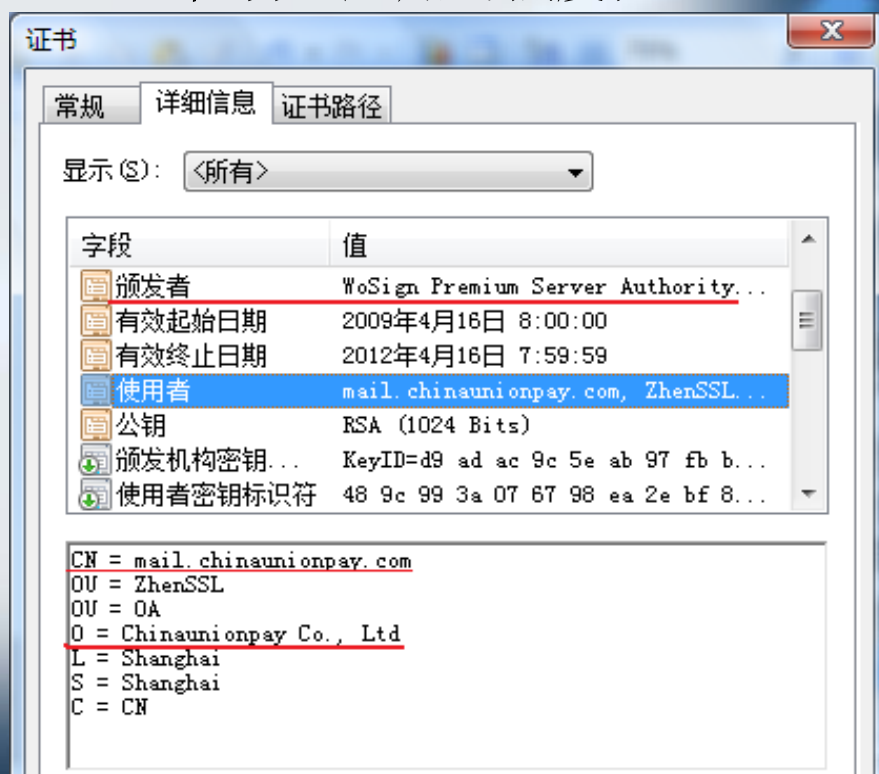 证书
常规 详细信息 证书路径
显示(S): <所有>
字段 值
颁发者 WoSign Premium Server Authority...
有效起始日期 2009年4月16日 8:00:00
有效终止日期 2012年4月16日 7:59:59
使用者 mail.chinaunionpay.com, ZhenSSL...
公钥 RSA (1024 Bits)
颁发机构密钥... KeyID=d9 ad ac 9c 5e ab 97 fb b...
使用者密钥标识符 48 9c 99 3a 07 67 98 ea 2e bf 8...
CN = mail.chinaunionpay.com
OU = ZhenSSL
OU = OA
O = Chinaunionpay Co., Ltd
L = Shanghai
S = Shanghai
C = CN